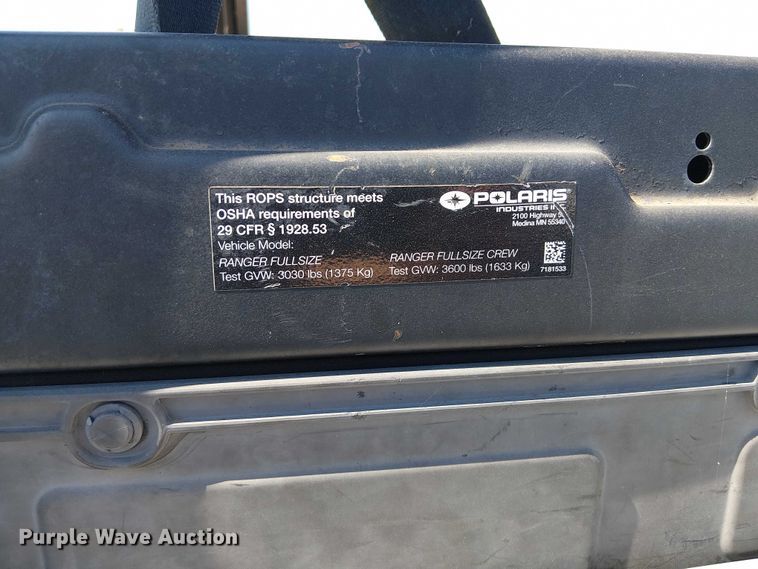 This ROPS structure meets
OSHA requirements of
29 CFR § 1928.53
Vehicle Model:
RANGER FULLSIZE
Test GVW: 3030 lbs (1375 Kg)
RANGER FULLSIZE CREW
Test GVW: 3600 lbs (1633 Kg)
POLARIS
INDUSTRIES
2100 Highway
Medina MN 55340
7181533
Purple Wave Auction